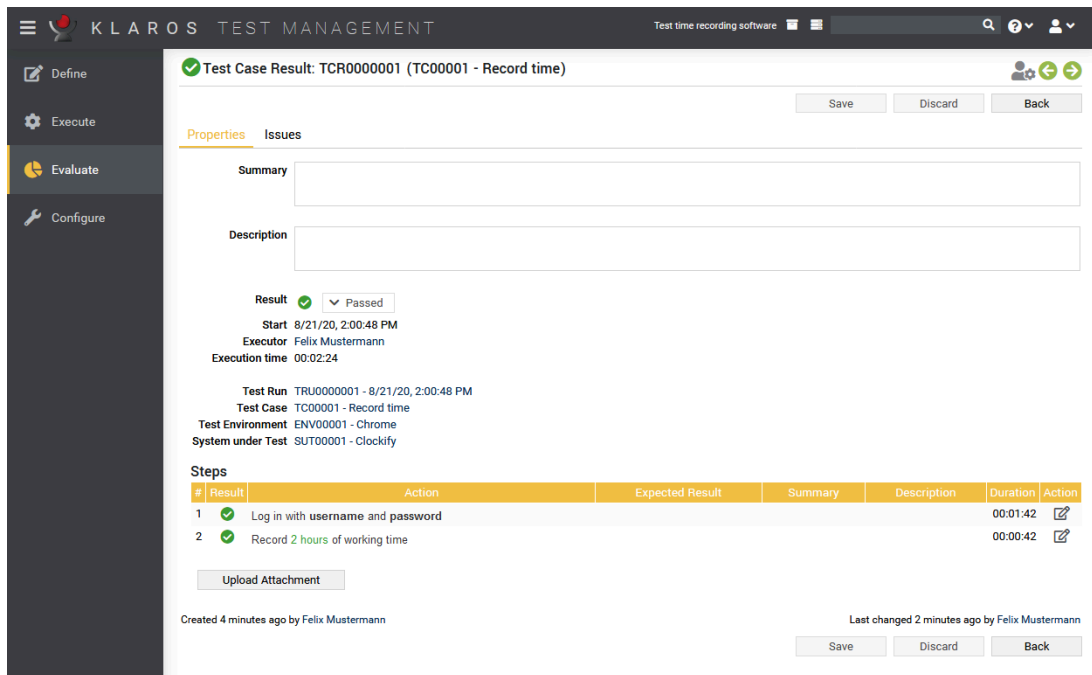 KLAROS TEST MANAGEMENT
Test time recording software
Define
Execute
Evaluate
Configure
Test Case Result: TCR0000001 (TC00001 - Record time)
Save Discard Back
Properties Issues
Summary
Description
Result Passed
Start 8/21/20, 2:00:48 PM
Executor Felix Mustermann
Execution time 00:02:24
Test Run TRU0000001 - 8/21/20, 2:00:48 PM
Test Case TC00001 - Record time
Test Environment ENV00001 - Chrome
System under Test SUT00001 - Clockify
Steps
# Result Action Expected Result Summary Description Duration Action
1 Log in with username and password 00:01:42
2 Record 2 hours of working time 00:00:42
Upload Attachment
Created 4 minutes ago by Felix Mustermann Last changed 2 minutes ago by Felix Mustermann
Save Discard Back